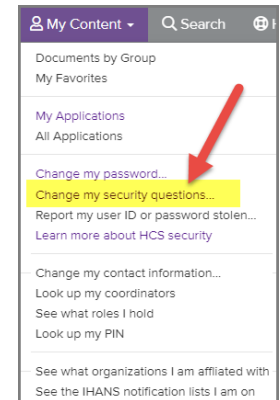 My Content Search
Documents by Group
My Favorites
My Applications
All Applications
Change my password...
Change my security questions...
Report my user ID or password stolen...
Learn more about HCS security
Change my contact information...
Look up my coordinators
See what roles I hold
Look up my PIN
See what organizations I am affliated with
See the IHANS notification lists I am on